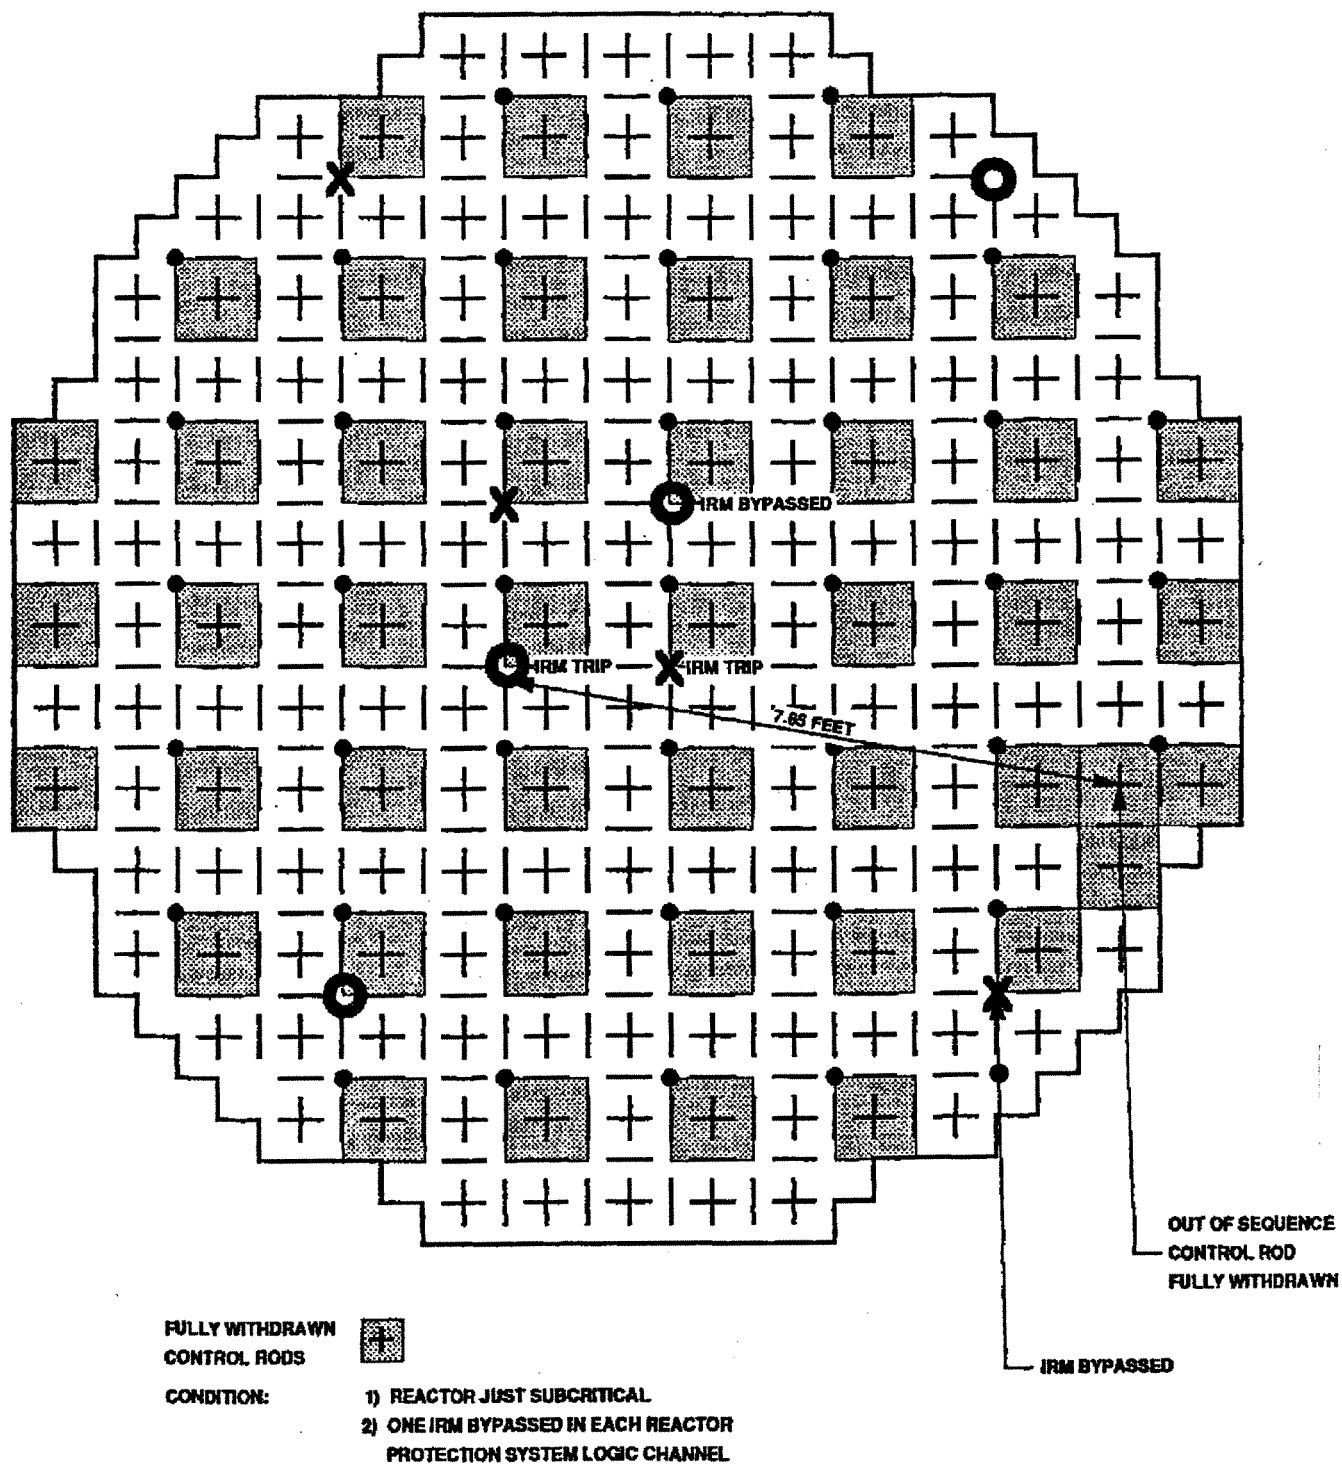 IRM BYPASSED
IRM TRIP
IRM TRIP
7.65 FEET
OUT OF SEQUENCE
CONTROL ROD
FULLY WITHDRAWN
IRM BYPASSED
FULLY WITHDRAWN
CONTROL RODS
CONDITION: 1) REACTOR JUST SUBCRITICAL
2) ONE IRM BYPASSED IN EACH REACTOR
PROTECTION SYSTEM LOGIC CHANNEL